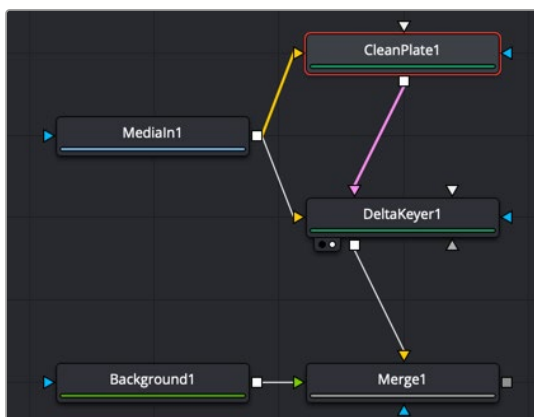 CleanPlate1
MediaIn1
DeltaKeyer1
Background1
Merge1